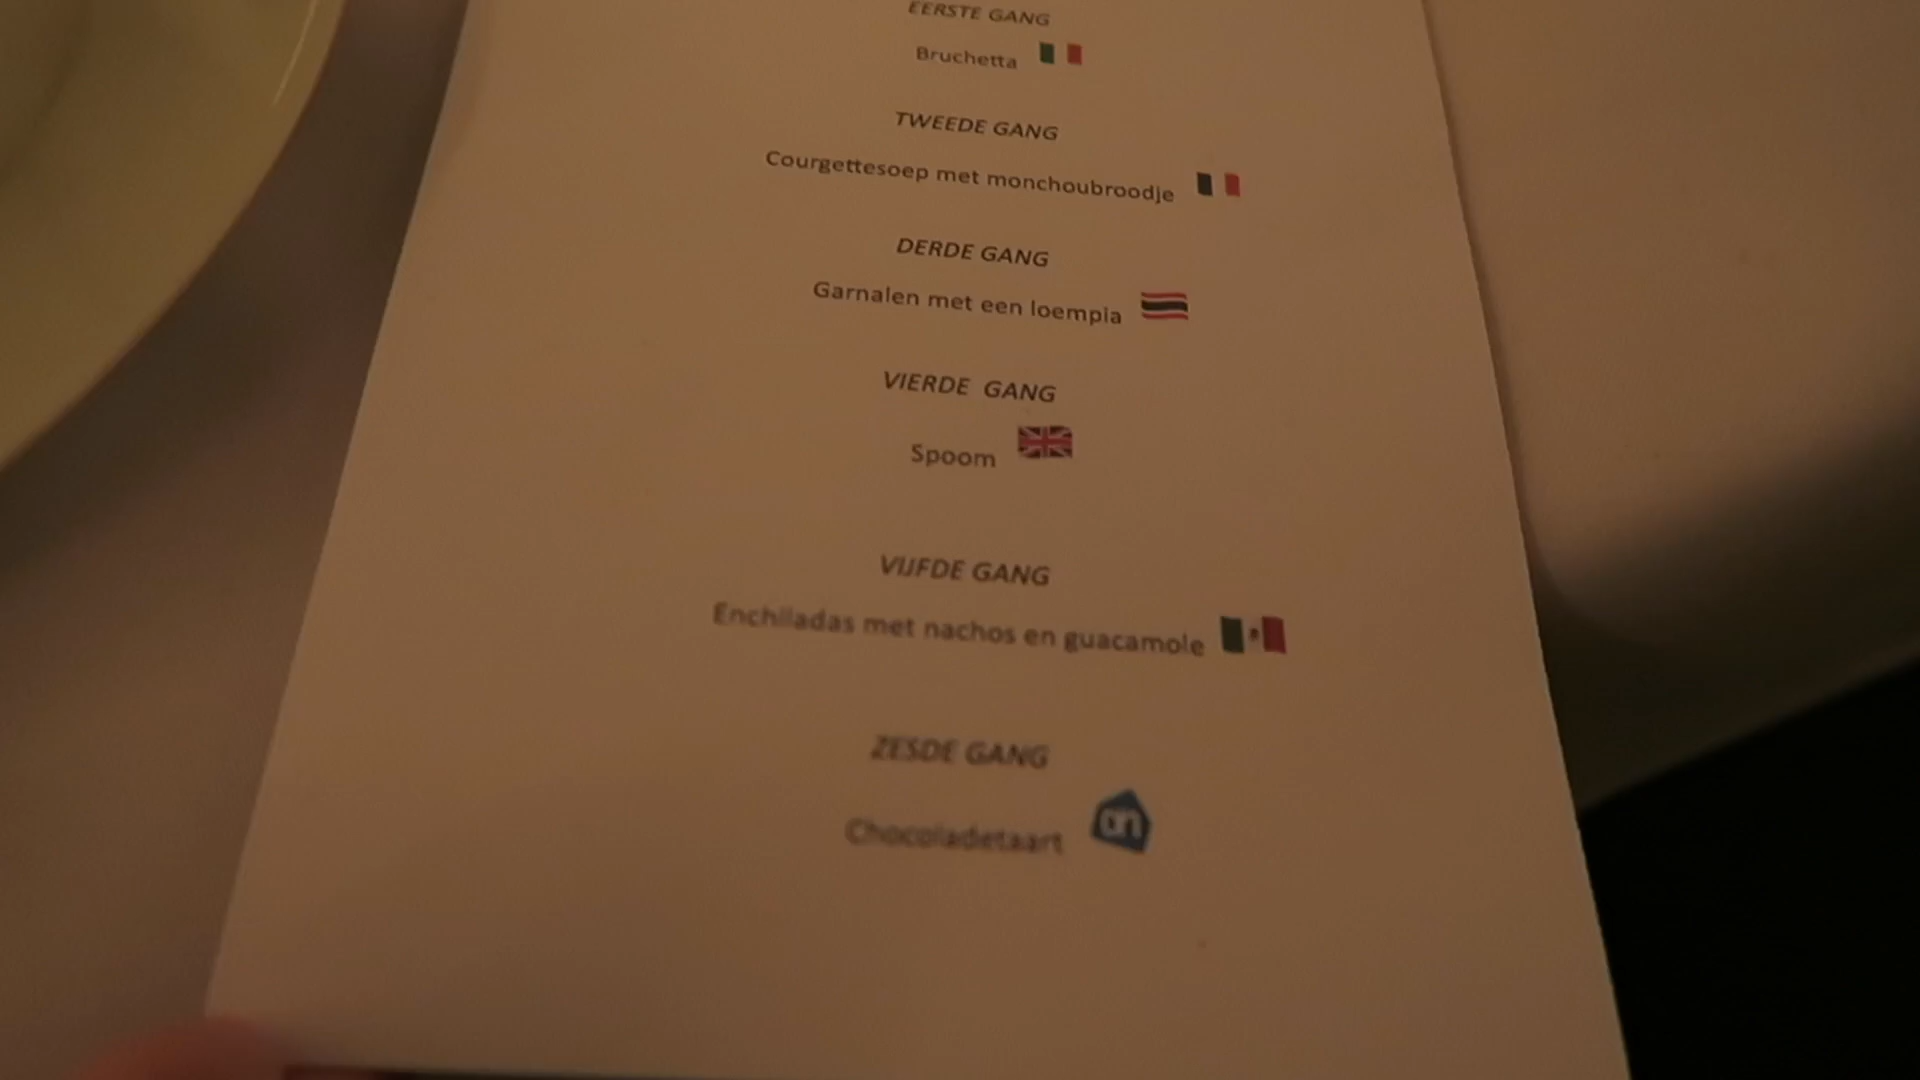 EERSTE GANG
Bruchetta
TWEEDE GANG
Courgettesoep met monchoubroodje
DERDE GANG
Garnalen met een loempia
VIERDE GANG
Spoom
VIJFDE GANG
Enchiladas met nachos en guacamole
ZESDE GANG
Chocoladetaart